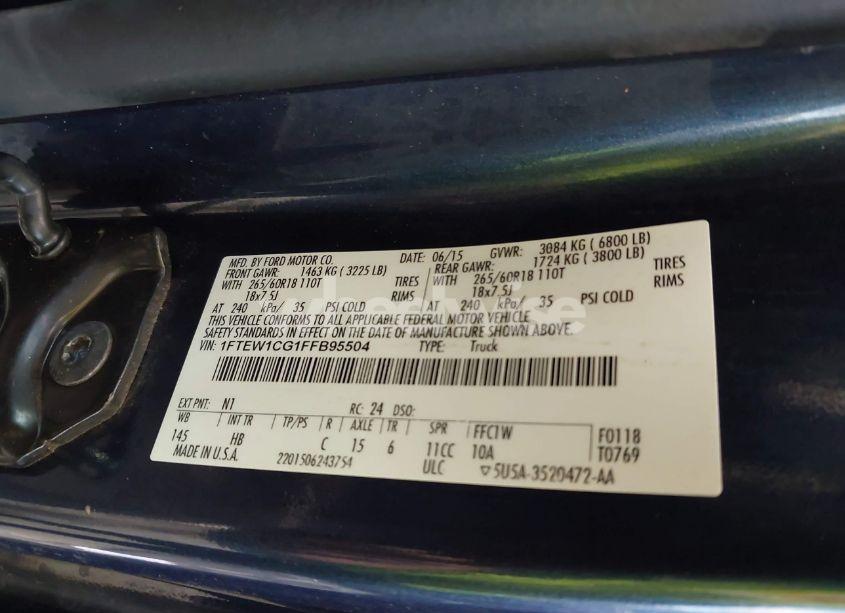 MFD. BY FORD MOTOR CO. DATE: 06/15 GVWR: 3084 KG ( 6800 LB)
FRONT GAWR: 1463 KG ( 3225 LB) REAR GAWR: 1724 KG ( 3800 LB)
WITH 265/60R18 110T TIRES WITH 265/60R18 110T TIRES
18x7.5J RIMS 18x7.5J RIMS
AT 240 kPa/ 35 PSI COLD AT 240 kPa/ 35 PSI COLD
THIS VEHICLE CONFORMS TO ALL APPLICABLE FEDERAL MOTOR VEHICLE
SAFETY STANDARDS IN EFFECT ON THE DATE OF MANUFACTURE SHOWN ABOVE.
VIN: 1FTEW1CG1FFB95504 TYPE: Truck
EXT PNT: N1 RC: 24 DSO:
WB INT TR TP/PS R AXLE TR SPR FFC1W F0118
145 HB C 15 6 11CC 10A T0769
MADE IN U.S.A. 2201506243754 ULC ▽5U5A-3520472-AA